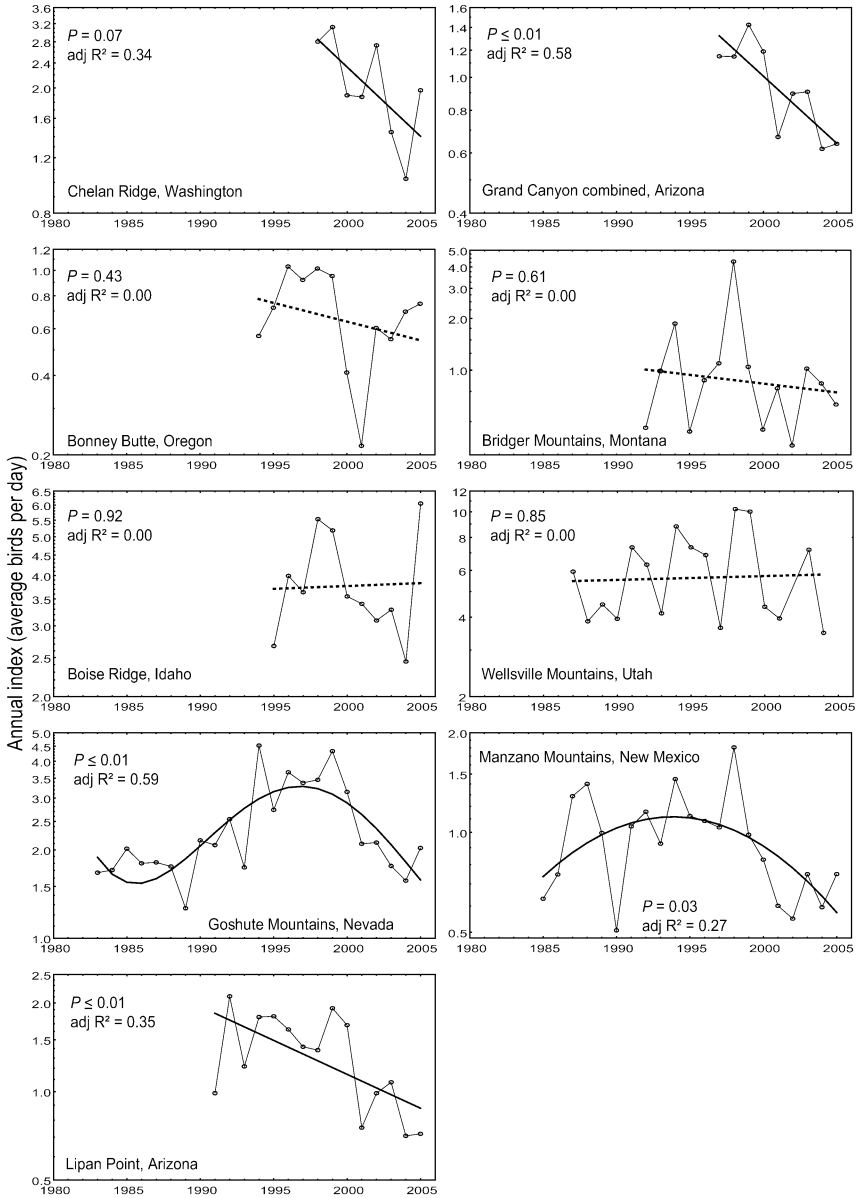 Annual index (average birds per day)
3.6
3.2
2.8
2.4
2.0
1.6
1.2
0.8
P = 0.07
adj R² = 0.34
Chelan Ridge, Washington
1980 1985 1990 1995 2000 2005
1.6
1.4
1.2
1.0
0.8
0.6
0.4
P ≤ 0.01
adj R² = 0.58
Grand Canyon combined, Arizona
1980 1985 1990 1995 2000 2005
1.2
1.0
0.8
0.6
0.4
0.2
P = 0.43
adj R² = 0.00
Bonney Butte, Oregon
1980 1985 1990 1995 2000 2005
5.0
4.0
3.0
2.0
1.0
P = 0.61
adj R² = 0.00
Bridger Mountains, Montana
1980 1985 1990 1995 2000 2005
6.5
6.0
5.5
5.0
4.5
4.0
3.5
3.0
2.5
2.0
P = 0.92
adj R² = 0.00
Boise Ridge, Idaho
1980 1985 1990 1995 2000 2005
12
10
8
6
4
2
P = 0.85
adj R² = 0.00
Wellsville Mountains, Utah
1980 1985 1990 1995 2000 2005
5.0
4.5
4.0
3.5
3.0
2.5
2.0
1.5
1.0
P ≤ 0.01
adj R² = 0.59
Goshute Mountains, Nevada
1980 1985 1990 1995 2000 2005
2.0
1.5
1.0
0.5
Manzano Mountains, New Mexico
P = 0.03
adj R² = 0.27
1980 1985 1990 1995 2000 2005
2.5
2.0
1.5
1.0
0.5
P ≤ 0.01
adj R² = 0.35
Lipan Point, Arizona
1980 1985 1990 1995 2000 2005